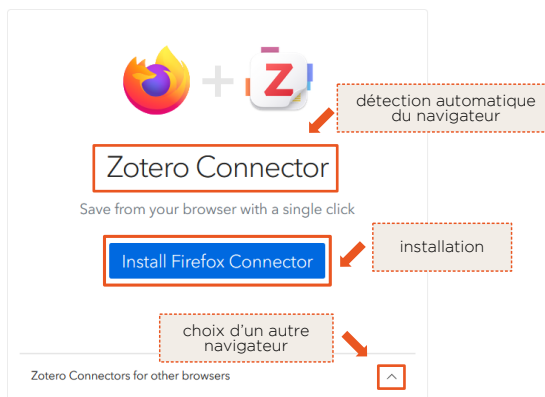 Z
détection automatique
du navigateur
Zotero Connector
Save from your browser with a single click
Install Firefox Connector
installation
choix d'un autre
navigateur
Zotero Connectors for other browsers